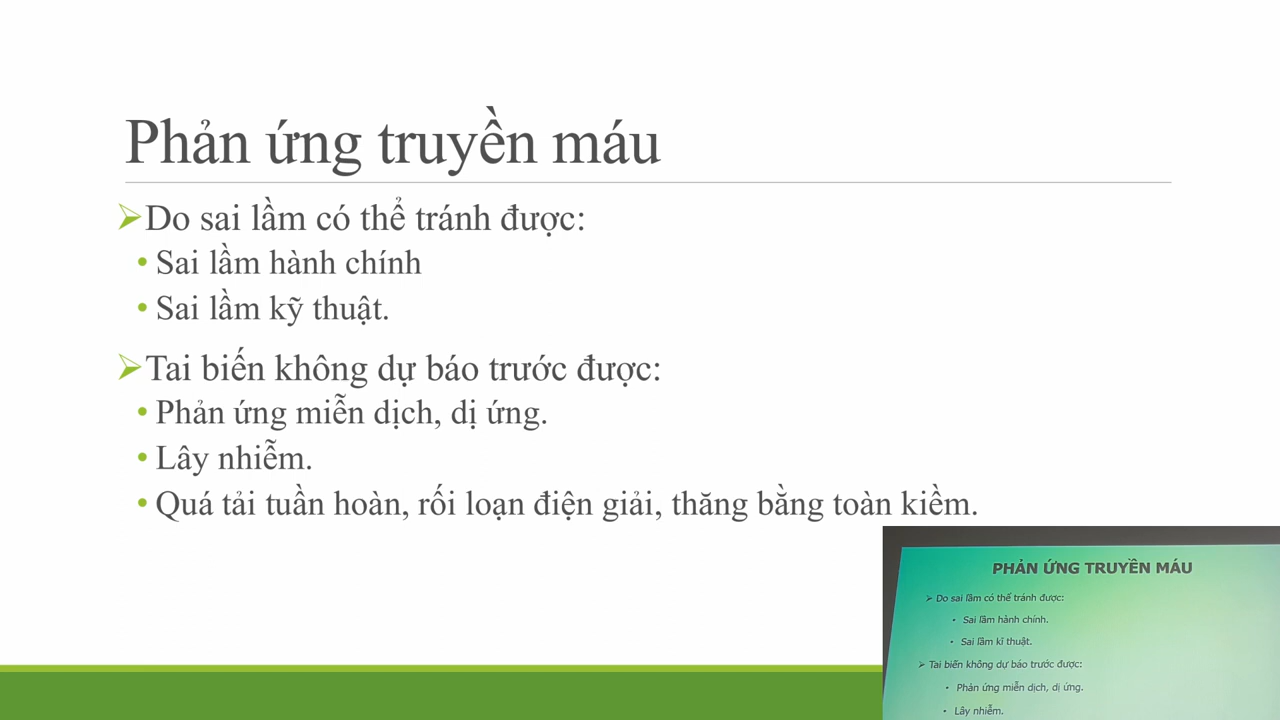 Phản ứng truyền máu
Do sai lầm có thể tránh được:
Sai lầm hành chính
Sai lầm kỹ thuật.
Tai biến không dự báo trước được:
Phản ứng miễn dịch, dị ứng.
Lây nhiễm.
Quá tải tuần hoàn, rối loạn điện giải, thăng bằng toàn kiềm.
PHẢN ỨNG TRUYỀN MÁU
Do sai lầm có thể tránh được:
Sai lầm hành chính.
Sai lầm kĩ thuật.
Tai biến không dự báo trước được:
Phản ứng miễn dịch, dị ứng.
Lây nhiễm.